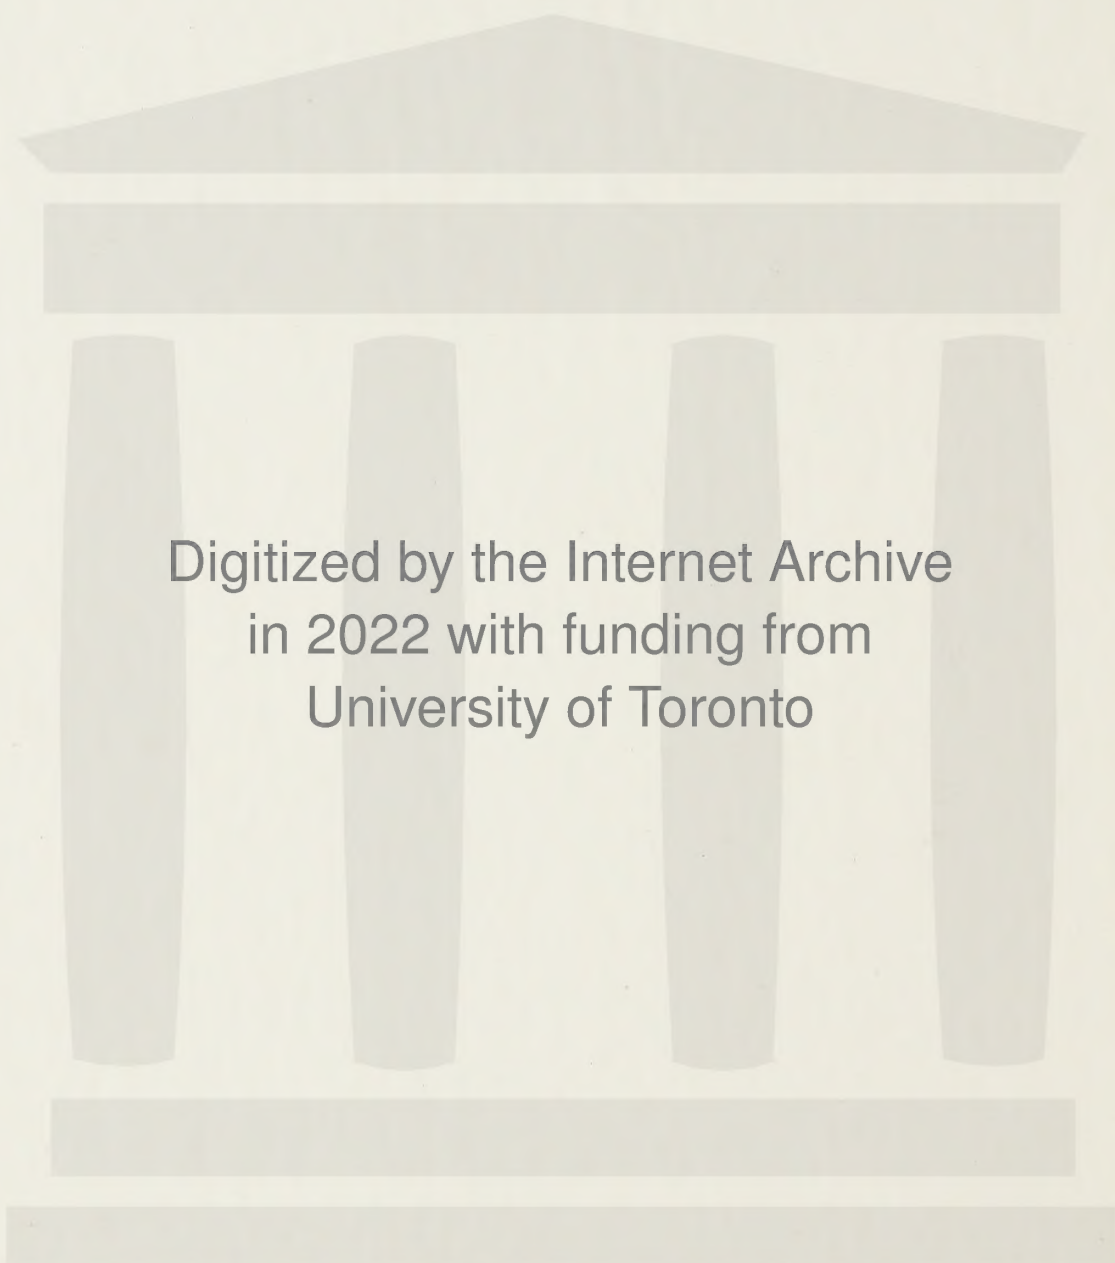 Digitized by the Internet Archive
in 2022 with funding from
University of Toronto